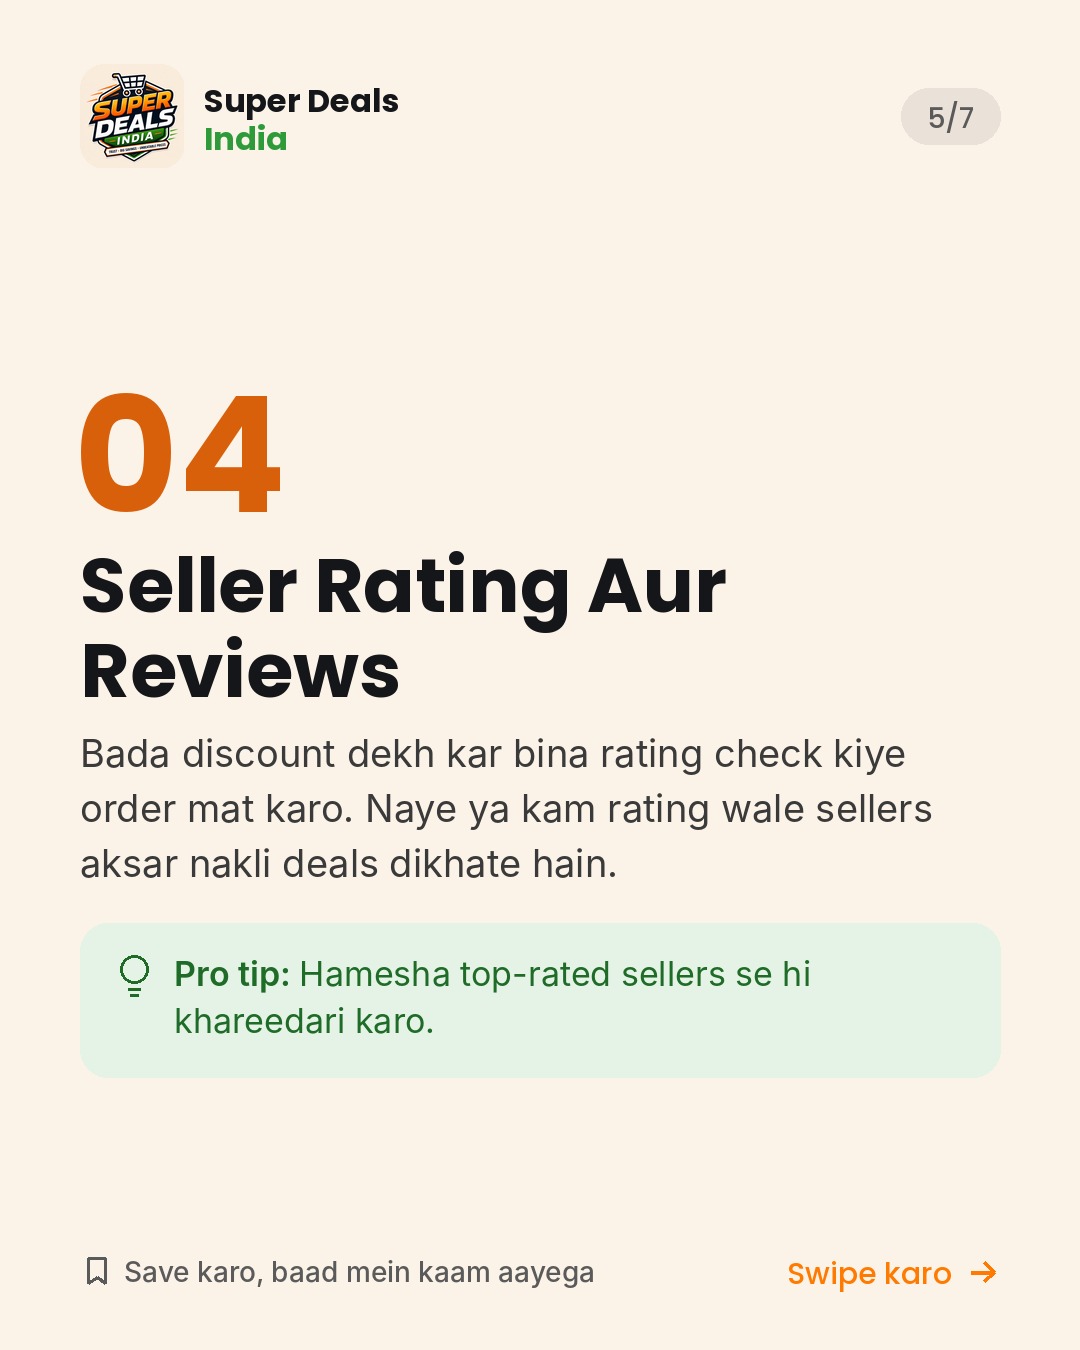 SUPER
DEALS
INDIA
Super Deals
India
5/7
04
Seller Rating Aur
Reviews
Bada discount dekh kar bina rating check kiye
order mat karo. Naye ya kam rating wale sellers
aksar nakli deals dikhate hain.
Pro tip: Hamesha top-rated sellers se hi
khareedari karo.
Save karo, baad mein kaam aayega
Swipe karo